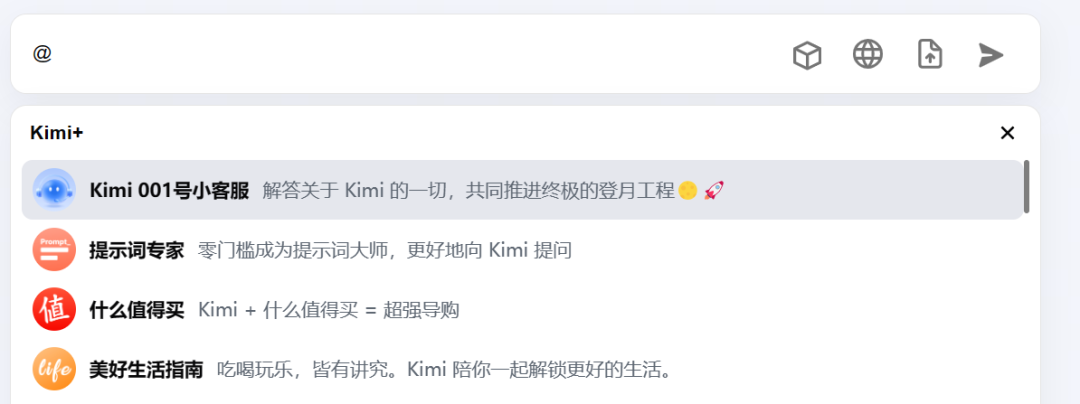 @
Kimi+
Kimi 001号小客服 解答关于 Kimi 的一切，共同推进终极的登月工程🌕🚀
Prompt_
提示词专家 零门槛成为提示词大师，更好地向 Kimi 提问
值 什么值得买 Kimi + 什么值得买 = 超强导购
life 美好生活指南 吃喝玩乐，皆有讲究。Kimi 陪你一起解锁更好的生活。